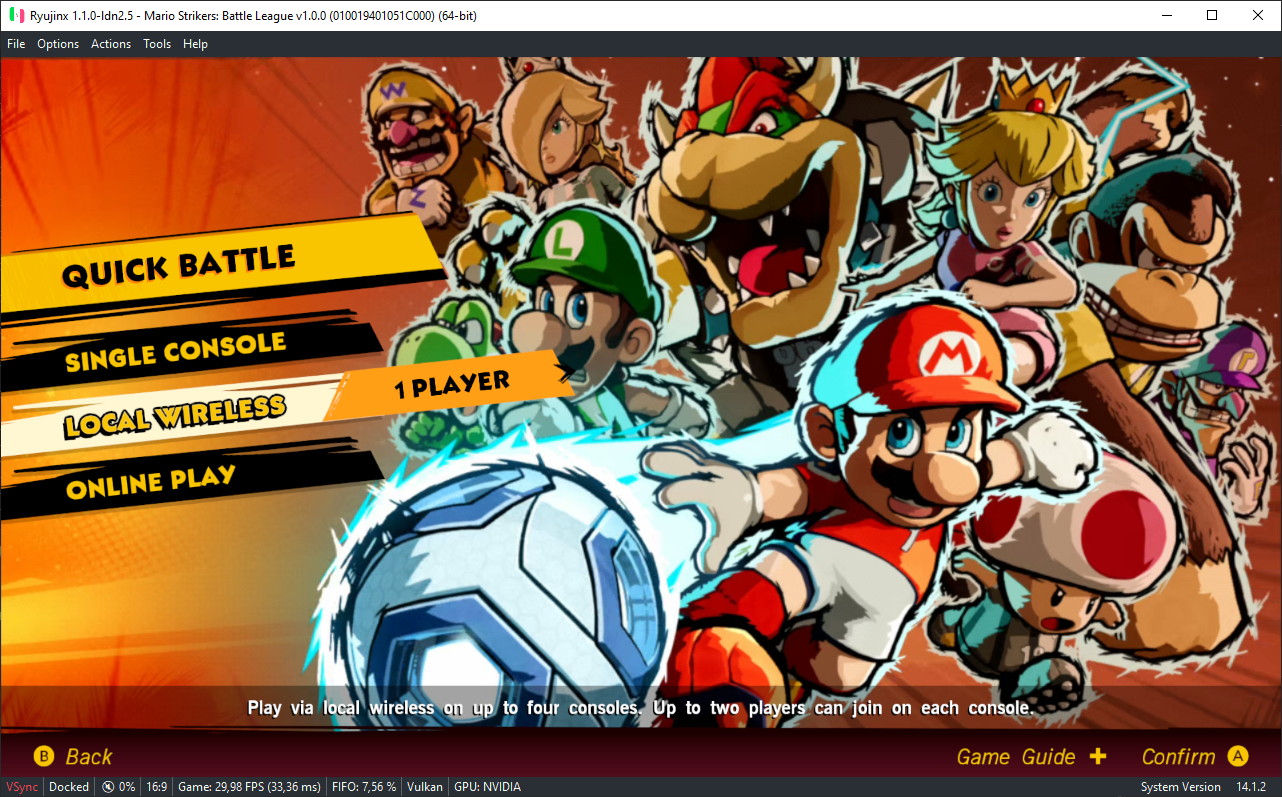 Ryujinx 1.1.0-ldn2.5 - Mario Strikers: Battle League v1.0.0 (010019401051C000) (64-bit)
File Options Actions Tools Help
W
Z
L
M
QUICK BATTLE
SINGLE CONSOLE
LOCAL WIRELESS
1 PLAYER
ONLINE PLAY
Play via local wireless on up to four consoles. Up to two players can join on each console.
B Back
Game Guide + Confirm A
VSync Docked 0% 16:9 Game: 29,98 FPS (33,36 ms) FIFO: 7,56 % Vulkan GPU: NVIDIA System Version 14.1.2